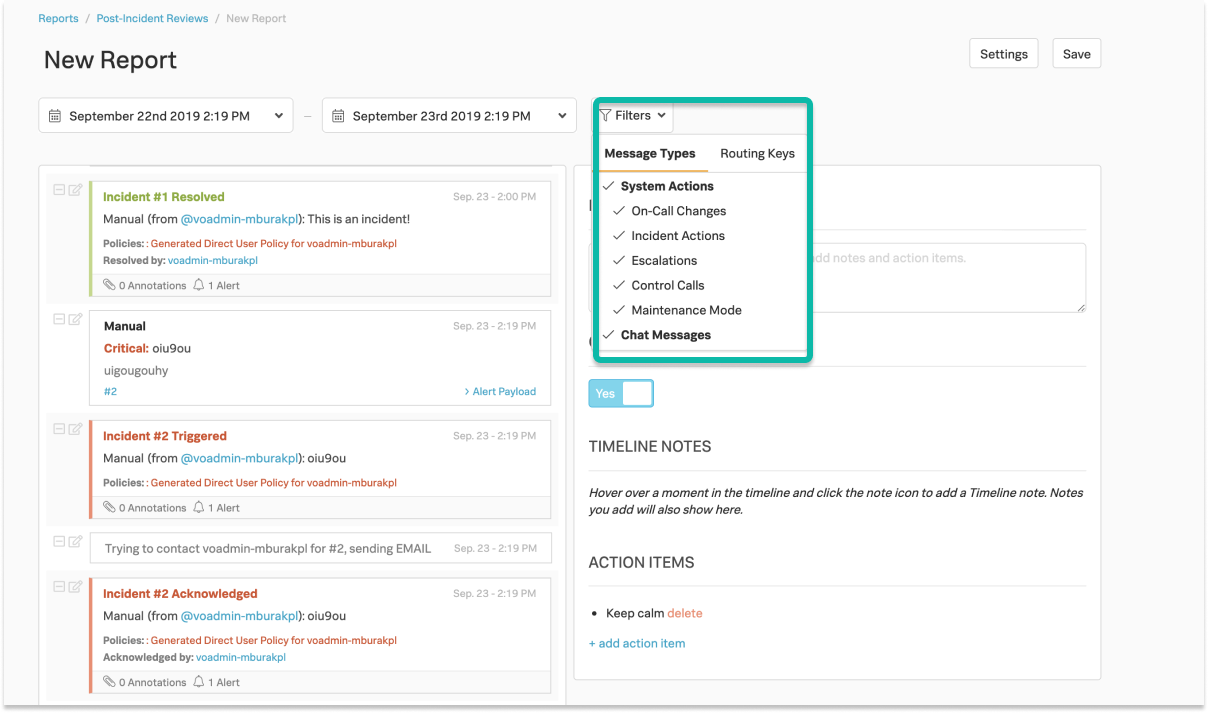 Reports / Post-Incident Reviews / New Report
New Report
Settings
Save
September 22nd 2019 2:19 PM
–
September 23rd 2019 2:19 PM
Filters
Message Types
Routing Keys
System Actions
On-Call Changes
Incident Actions
Escalations
Control Calls
Maintenance Mode
Chat Messages
Incident #1 Resolved
Sep. 23 - 2:00 PM
Manual (from @voadmin-mburakpl): This is an incident!
Policies: : Generated Direct User Policy for voadmin-mburakpl
Resolved by: voadmin-mburakpl
0 Annotations 1 Alert
Manual
Sep. 23 - 2:19 PM
Critical: oiu9ou
uigougouhy
#2
> Alert Payload
Incident #2 Triggered
Sep. 23 - 2:19 PM
Manual (from @voadmin-mburakpl): oiu9ou
Policies: : Generated Direct User Policy for voadmin-mburakpl
0 Annotations 1 Alert
Trying to contact voadmin-mburakpl for #2, sending EMAIL
Sep. 23 - 2:19 PM
Incident #2 Acknowledged
Sep. 23 - 2:19 PM
Manual (from @voadmin-mburakpl): oiu9ou
Policies: : Generated Direct User Policy for voadmin-mburakpl
Acknowledged by: voadmin-mburakpl
0 Annotations 1 Alert
add notes and action items.
Yes
TIMELINE NOTES
Hover over a moment in the timeline and click the note icon to add a Timeline note. Notes
you add will also show here.
ACTION ITEMS
• Keep calm delete
+ add action item